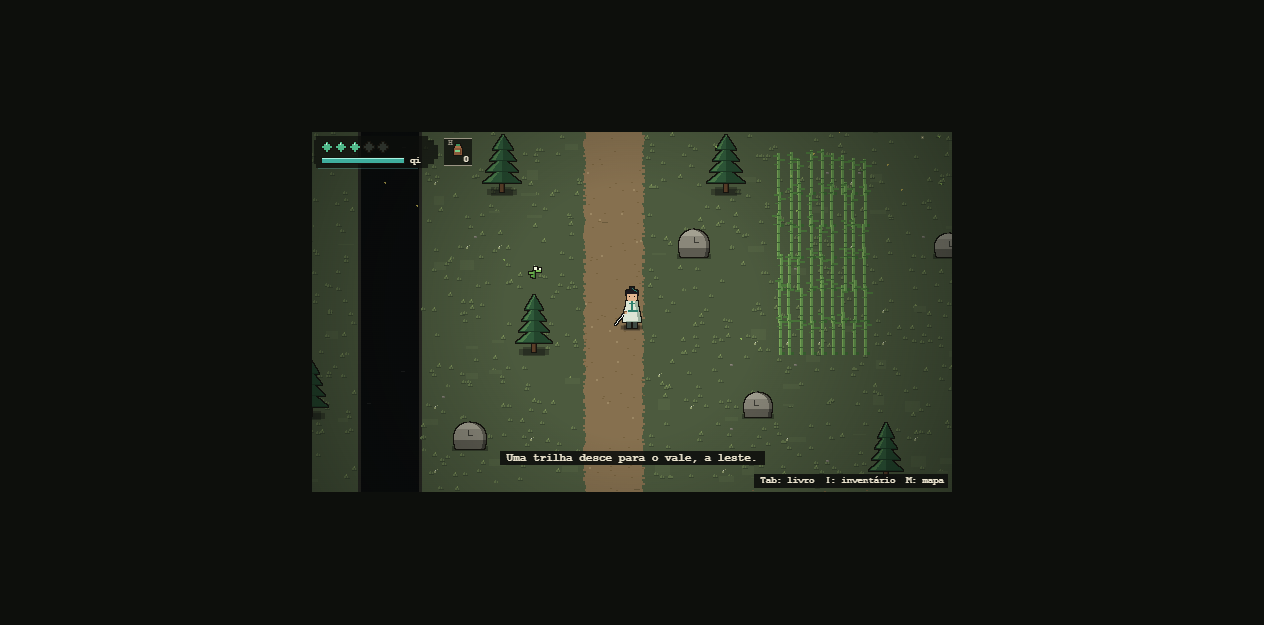 qi
H
0
Uma trilha desce para o vale, a leste.
Tab: livro I: inventário M: mapa